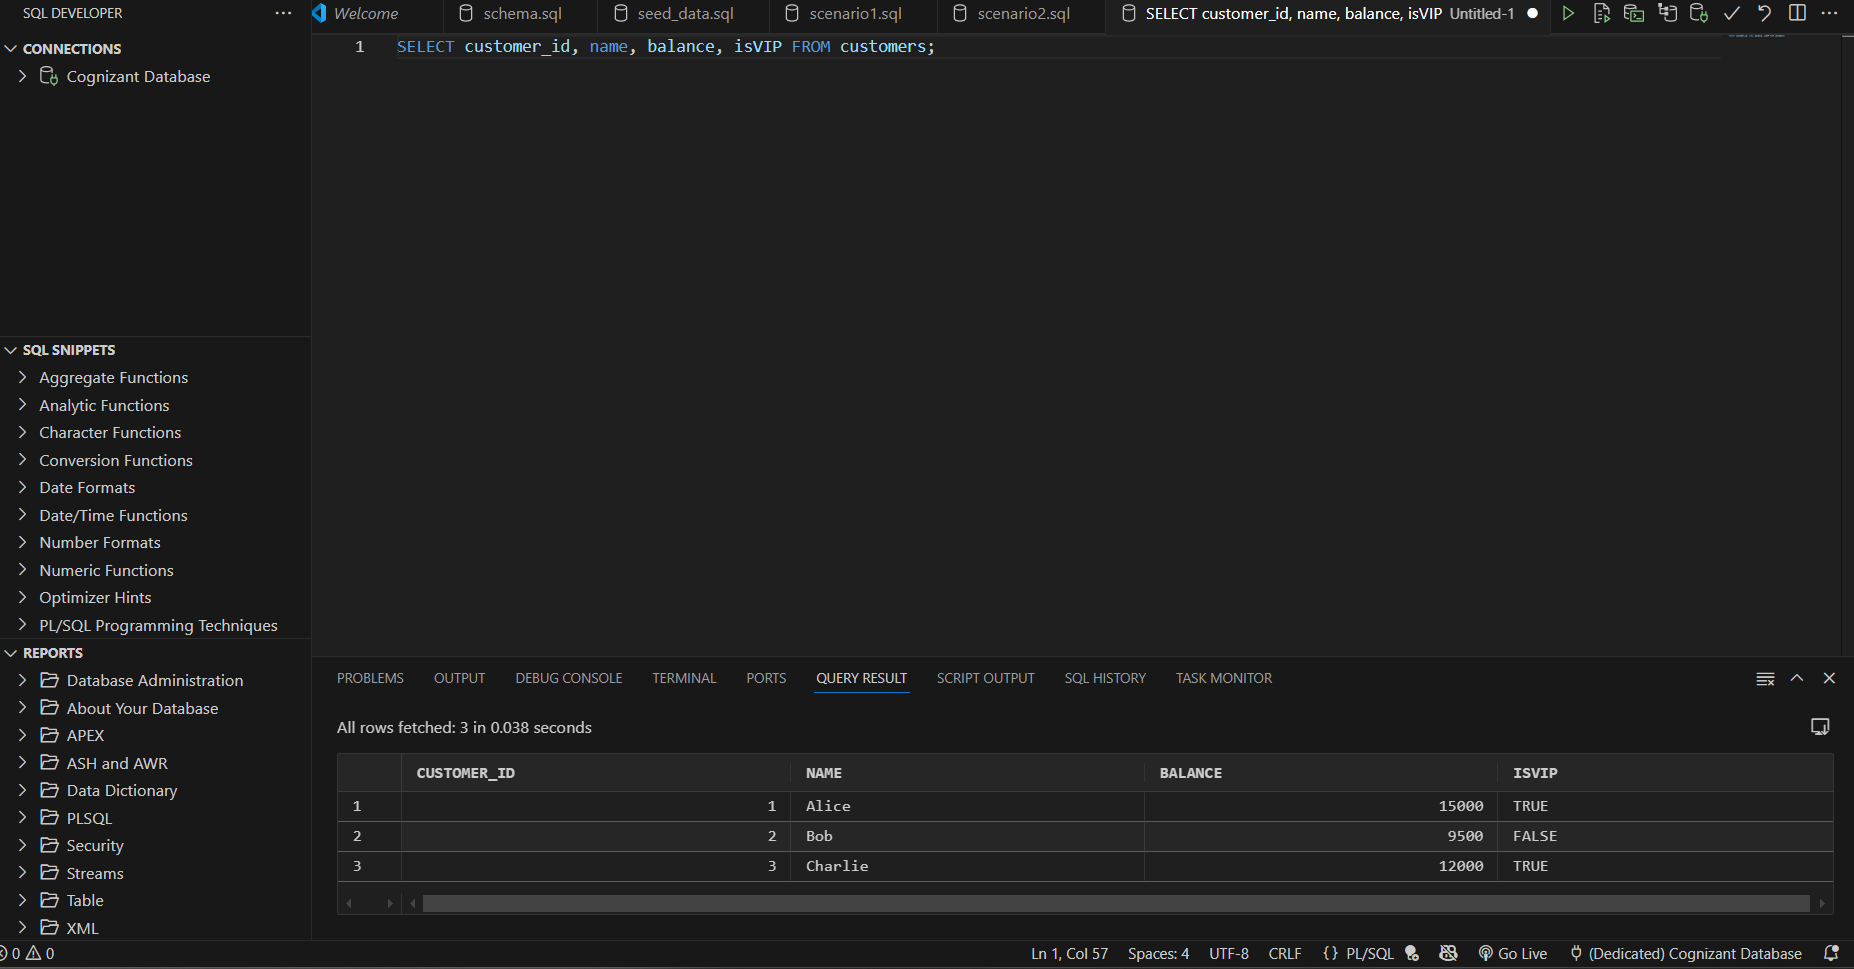 SQL DEVELOPER
CONNECTIONS
Cognizant Database
SQL SNIPPETS
Aggregate Functions
Analytic Functions
Character Functions
Conversion Functions
Date Formats
Date/Time Functions
Number Formats
Numeric Functions
Optimizer Hints
PL/SQL Programming Techniques
REPORTS
Database Administration
About Your Database
APEX
ASH and AWR
Data Dictionary
PLSQL
Security
Streams
Table
XML
Welcome schema.sql seed_data.sql scenario1.sql scenario2.sql SELECT customer_id, name, balance, isVIP Untitled-1
1 SELECT customer_id, name, balance, isVIP FROM customers;
PROBLEMS OUTPUT DEBUG CONSOLE TERMINAL PORTS QUERY RESULT SCRIPT OUTPUT SQL HISTORY TASK MONITOR
All rows fetched: 3 in 0.038 seconds
CUSTOMER_ID NAME BALANCE ISVIP
1 1 Alice 15000 TRUE
2 2 Bob 9500 FALSE
3 3 Charlie 12000 TRUE
0 0 Ln 1, Col 57 Spaces: 4 UTF-8 CRLF {} PL/SQL Go Live (Dedicated) Cognizant Database